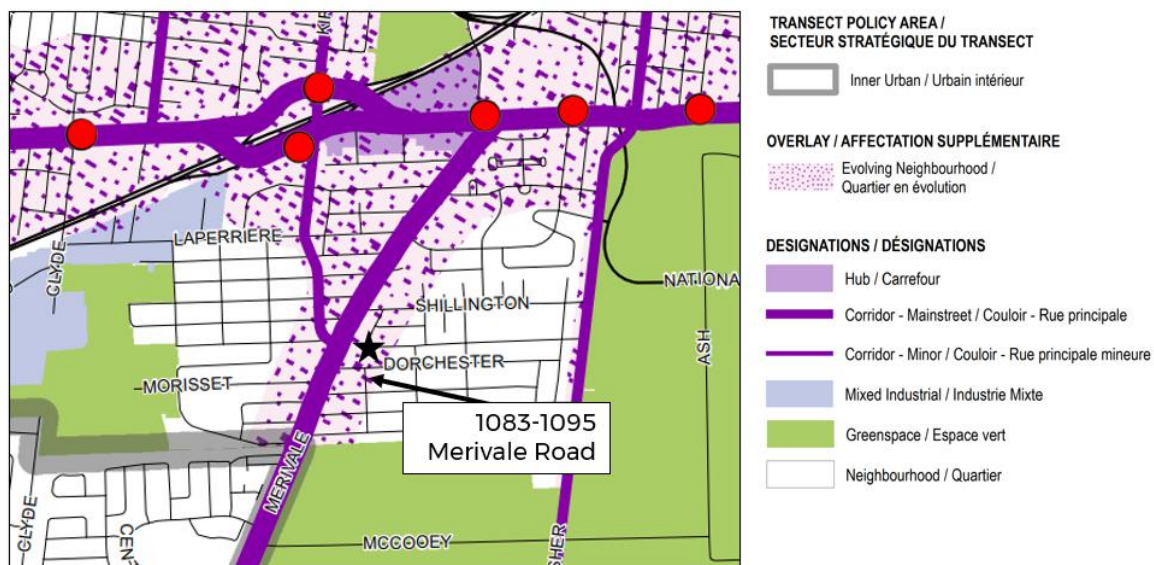 KIR
LAPERRIÈRE
CLYDE
NATIONA
SHILLINGTON
ASH
DORCHESTER
MORISSET
1083-1095
Merivale Road
MERIVALE
CLYDE
CEN
MCCOOEY
SHER
TRANSECT POLICY AREA /
SECTEUR STRATÉGIQUE DU TRANSECT
Inner Urban / Urbain intérieur
OVERLAY / AFFECTATION SUPPLÉMENTAIRE
Evolving Neighbourhood /
Quartier en évolution
DESIGNATIONS / DÉSIGNATIONS
Hub / Carrefour
Corridor - Mainstreet / Couloir - Rue principale
Corridor - Minor / Couloir - Rue principale mineure
Mixed Industrial / Industrie Mixte
Greenspace / Espace vert
Neighbourhood / Quartier